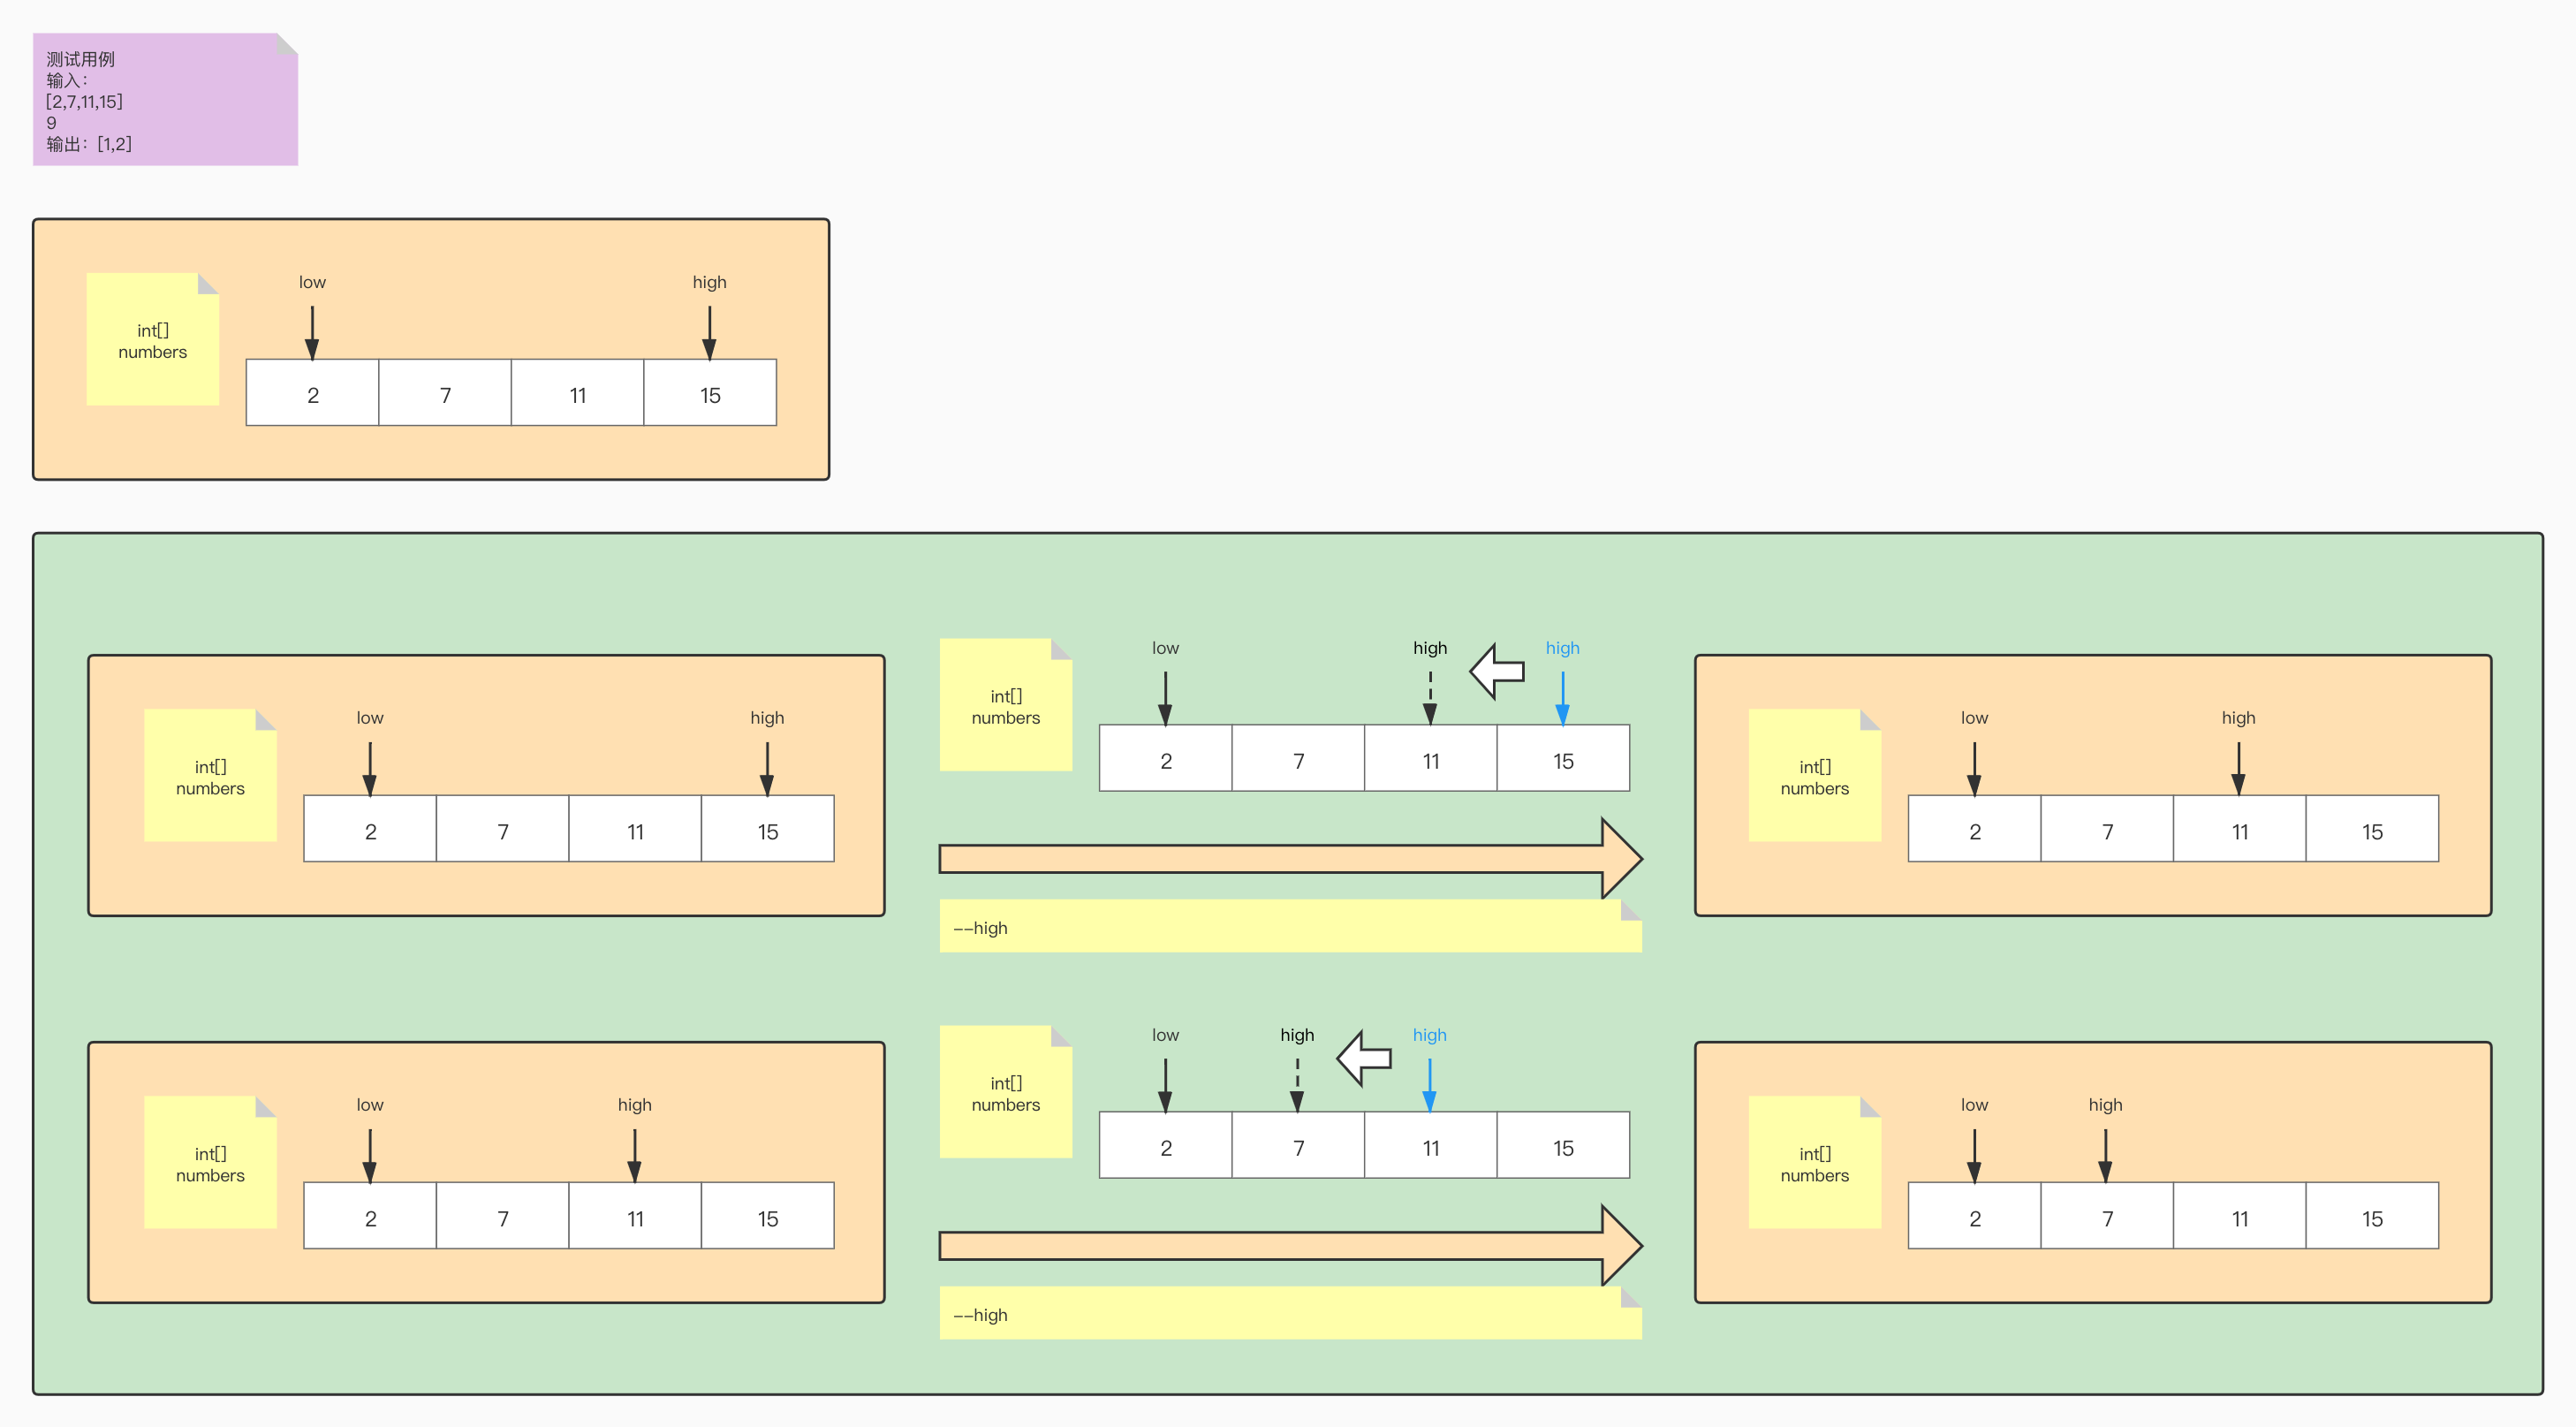 测试用例
输入：
[2,7,11,15]
9
输出：[1,2]
low
high
int[]
numbers
2 7 11 15
low
high
int[]
numbers
2 7 11 15
int[]
numbers
low
high
high
2 7 11 15
--high
low
high
int[]
numbers
2 7 11 15
low
high
int[]
numbers
2 7 11 15
int[]
numbers
low
high
high
2 7 11 15
--high
low
high
int[]
numbers
2 7 11 15